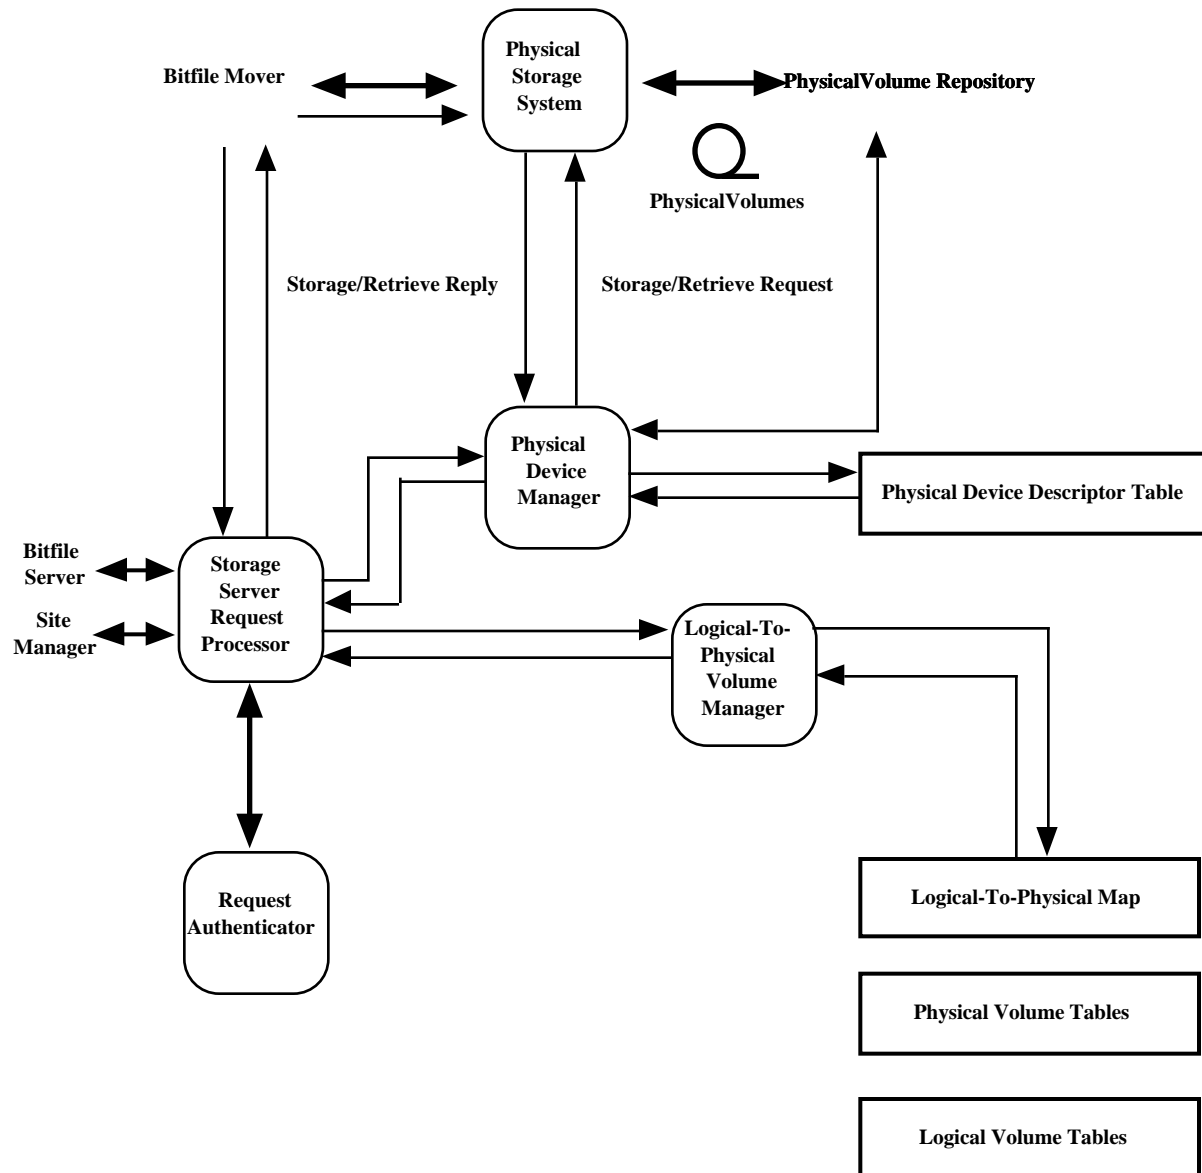 Physical
Storage
System
Bitfile Mover
PhysicalVolume Repository
PhysicalVolumes
Storage/Retrieve Reply
Storage/Retrieve Request
Physical
Device
Manager
Physical Device Descriptor Table
Bitfile
Server
Storage
Server
Request
Processor
Site
Manager
Logical-To-
Physical
Volume
Manager
Request
Authenticator
Logical-To-Physical Map
Physical Volume Tables
Logical Volume Tables